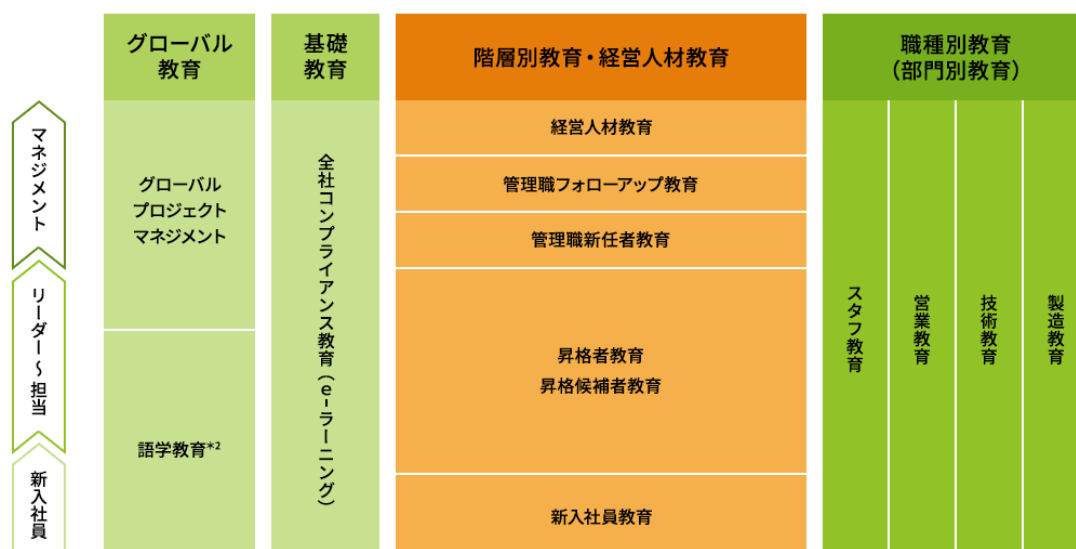 グローバル
教育
基礎
教育
階層別教育・経営人材教育
職種別教育
（部門別教育）
マネジメント
リーダー～担当
新入社員
グローバル
プロジェクト
マネジメント
語学教育*2
全社コンプライアンス教育（e-ラーニング）
経営人材教育
管理職フォローアップ教育
管理職新任者教育
昇格者教育
昇格候補者教育
新入社員教育
スタフ教育
営業教育
技術教育
製造教育